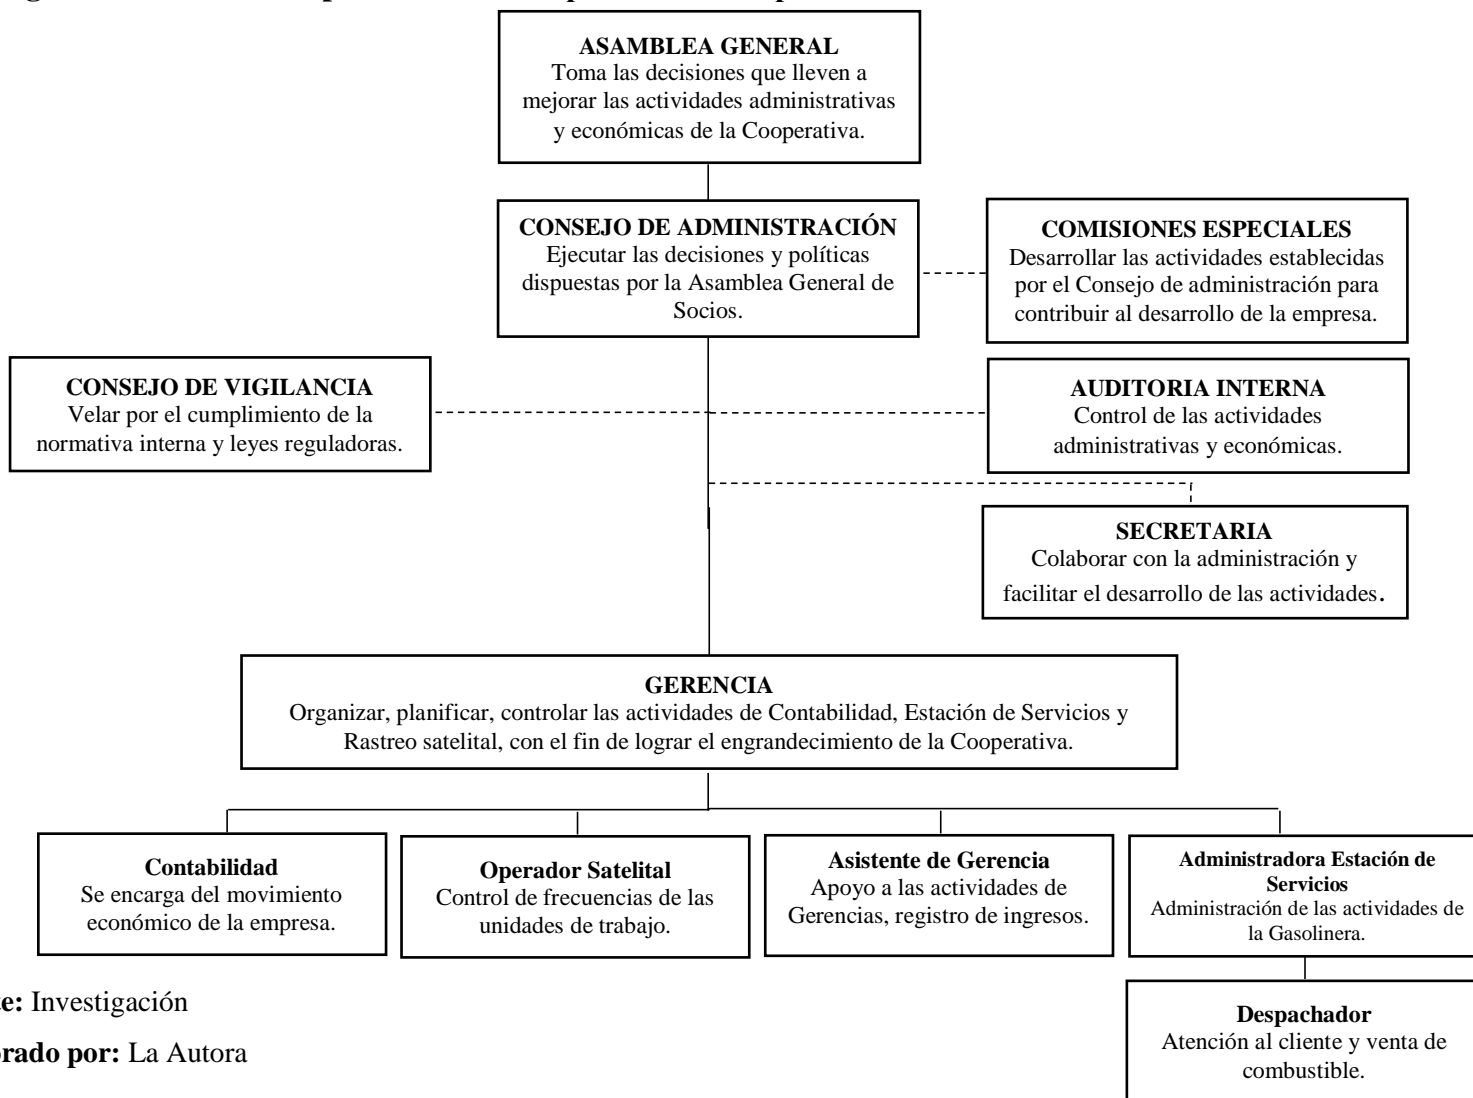 ASAMBLEA GENERAL
Toma las decisiones que lleven a
mejorar las actividades administrativas
y económicas de la Cooperativa.
CONSEJO DE ADMINISTRACIÓN
Ejecutar las decisiones y políticas
dispuestas por la Asamblea General de
Socios.
COMISIONES ESPECIALES
Desarrollar las actividades establecidas
por el Consejo de administración para
contribuir al desarrollo de la empresa.
CONSEJO DE VIGILANCIA
Velar por el cumplimiento de la
normativa interna y leyes reguladoras.
AUDITORIA INTERNA
Control de las actividades
administrativas y económicas.
SECRETARIA
Colaborar con la administración y
facilitar el desarrollo de las actividades.
GERENCIA
Organizar, planificar, controlar las actividades de Contabilidad, Estación de Servicios y
Rastreo satelital, con el fin de lograr el engrandecimiento de la Cooperativa.
Contabilidad
Se encarga del movimiento
económico de la empresa.
Operador Satelital
Control de frecuencias de las
unidades de trabajo.
Asistente de Gerencia
Apoyo a las actividades de
Gerencias, registro de ingresos.
Administradora Estación de
Servicios
Administración de las actividades de
la Gasolinera.
Despachador
Atención al cliente y venta de
combustible.
e: Investigación
rado por: La Autora